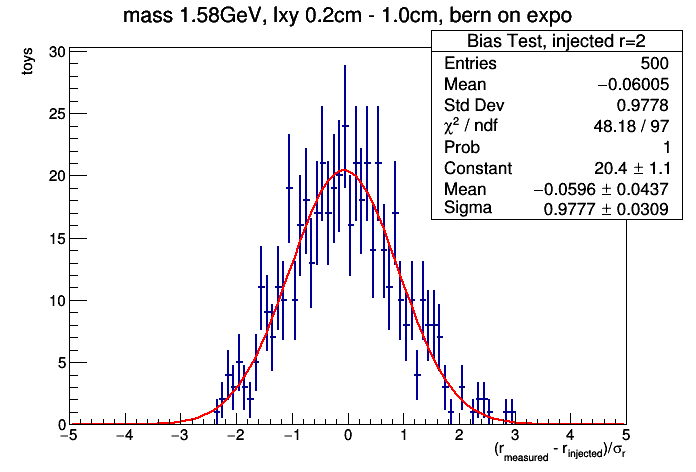 mass 1.58GeV, lxy 0.2cm - 1.0cm, bern on expo
Bias Test, injected r=2
Entries 500
Mean −0.06005
Std Dev 0.9778
χ² / ndf 48.18 / 97
Prob 1
Constant 20.4 ± 1.1
Mean −0.0596 ± 0.0437
Sigma 0.9777 ± 0.0309
toys
30
25
20
15
10
5
0
−5 −4 −3 −2 −1 0 1 2 3 4 5
(r_measured - r_injected)/σ_r